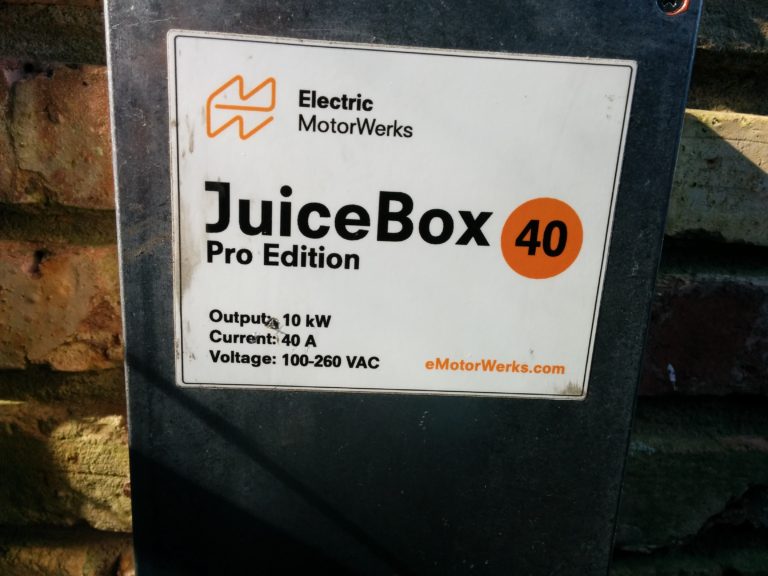 Electric
MotorWerks
JuiceBox 40
Pro Edition
Output: 10 kW
Current: 40 A
Voltage: 100-260 VAC
eMotorWerks.com